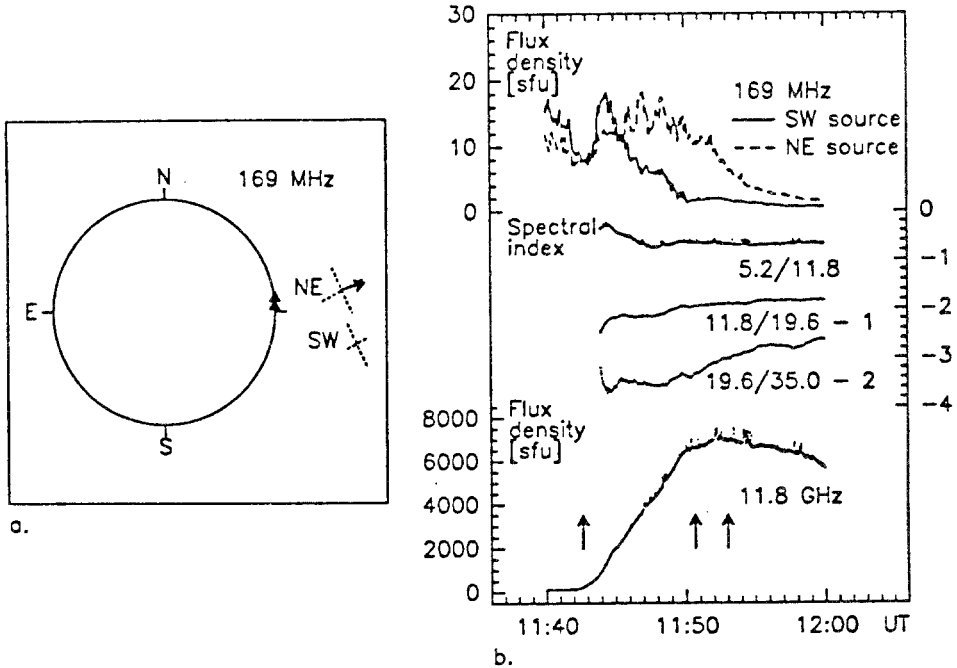 N
169 MHz
NE
E
SW
S
a.
30
20
10
0
Flux
density
[sfu]
169 MHz
SW source
NE source
Spectral
index
0
-1
-2
-3
-4
5.2/11.8
11.8/19.6 - 1
19.6/35.0 - 2
Flux
density
[sfu]
8000
6000
4000
2000
0
11.8 GHz
11:40
11:50
12:00
UT
b.